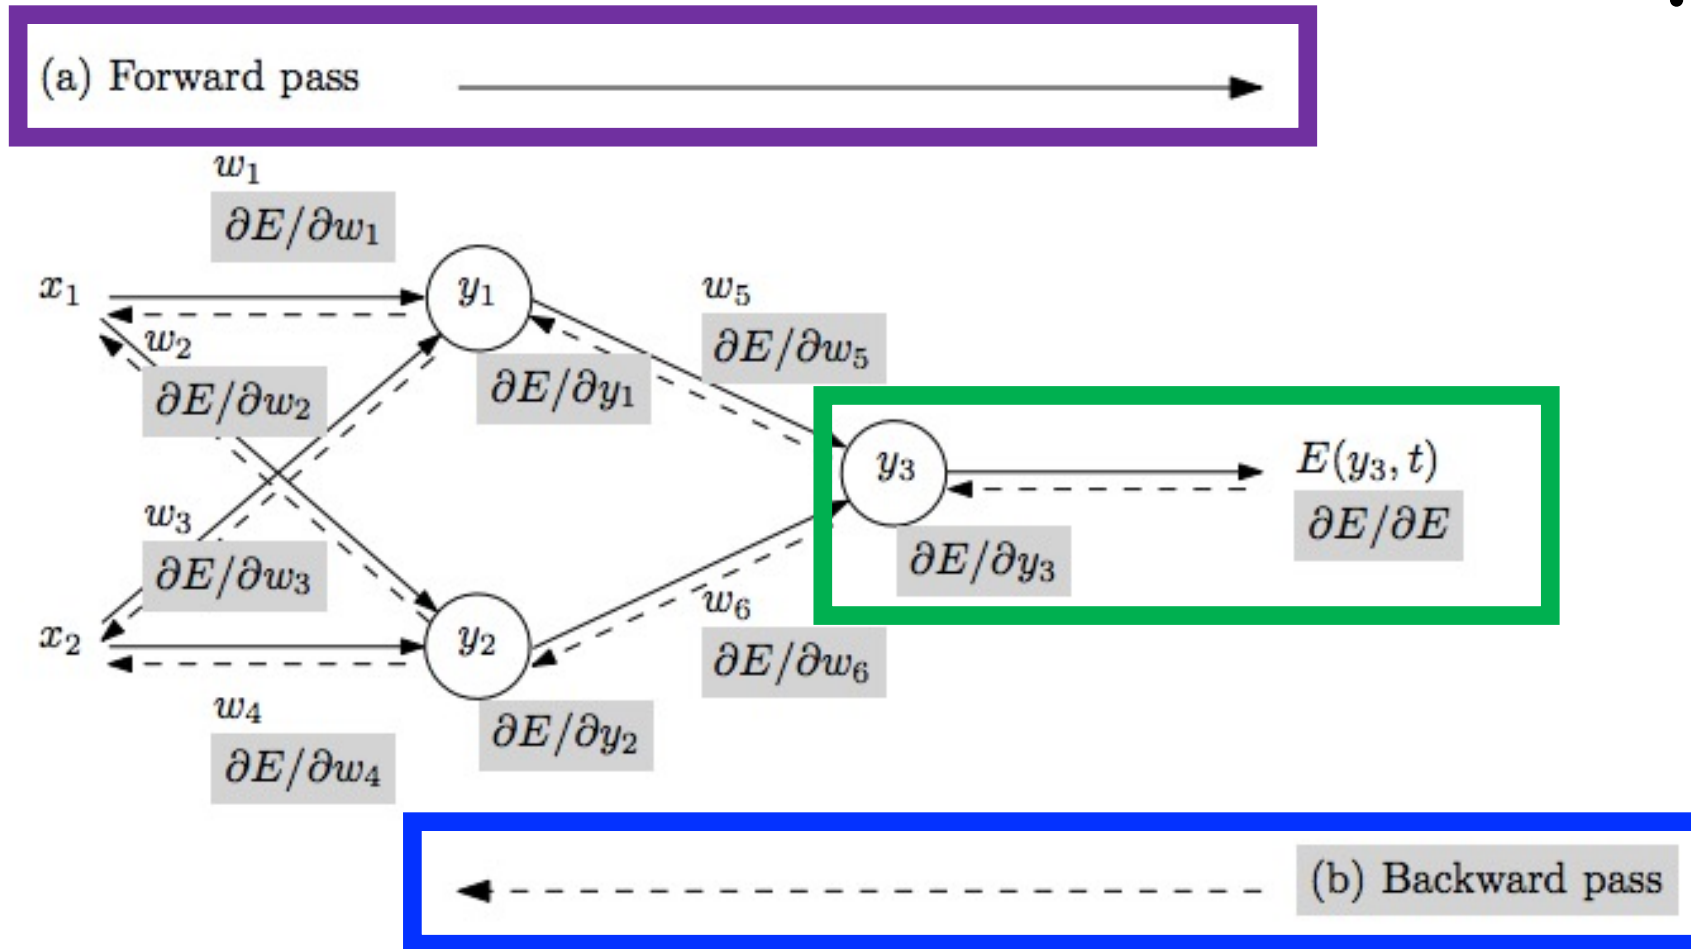 (a) Forward pass
w₁
∂E/∂w₁
x₁
y₁
w₅
w₂
∂E/∂w₅
∂E/∂w₂
∂E/∂y₁
y₃
E(y₃, t)
∂E/∂E
w₃
∂E/∂w₃
∂E/∂y₃
x₂
y₂
w₆
∂E/∂w₆
w₄
∂E/∂y₂
∂E/∂w₄
(b) Backward pass